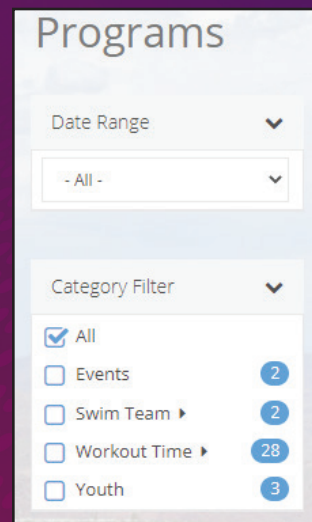 Programs
Date Range
- All -
Category Filter
All
Events 2
Swim Team 2
Workout Time 28
Youth 3